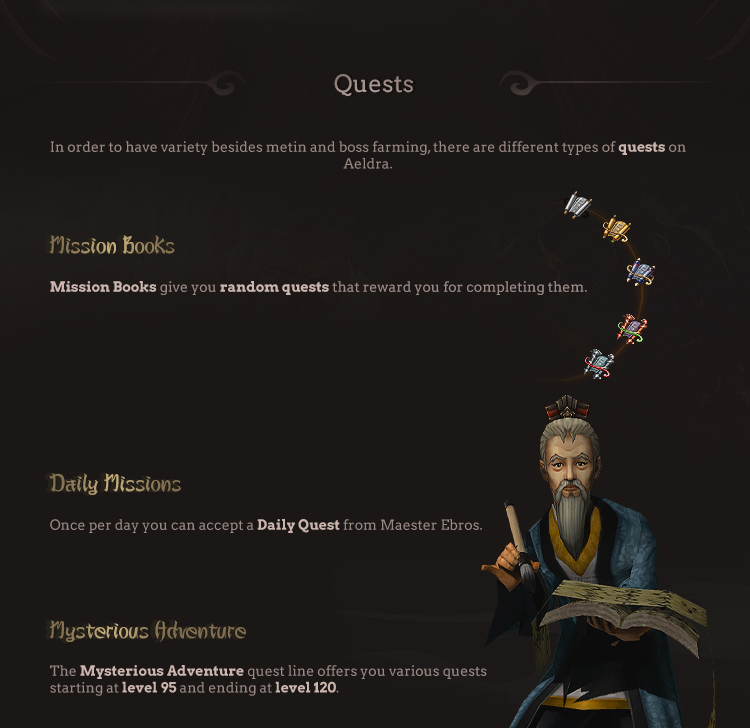 Quests
In order to have variety besides metin and boss farming, there are different types of quests on
Aeldra.
Mission Books
Mission Books give you random quests that reward you for completing them.
Daily Missions
Once per day you can accept a Daily Quest from Maester Ebros.
Mysterious Adventure
The Mysterious Adventure quest line offers you various quests
starting at level 95 and ending at level 120.